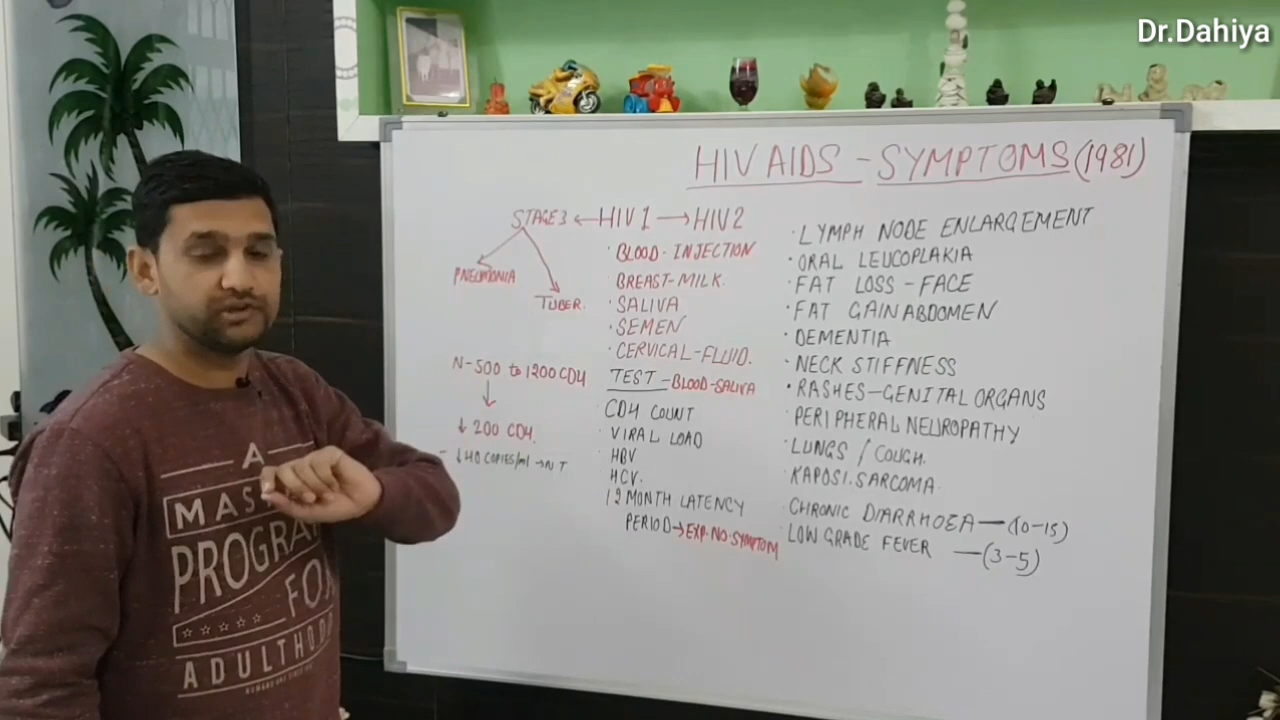 Dr.Dahiya
HIV AIDS - SYMPTOMS (1981)
STAGE 3 ← HIV 1 → HIV 2
PNEUMONIA
TUBER.
N-500 to 1200 CD4
↓
↓ 200 CD4.
- ↓ 40 COPIES/ml → N T
· BLOOD - INJECTION
· BREAST-MILK.
· SALIVA
· SEMEN
· CERVICAL-FLUID.
TEST - BLOOD-SALIVA
CD4 COUNT
VIRAL LOAD
HBV
HCV.
12 MONTH LATENCY
PERIOD → EXP. NO. SYMPTOM
· LYMPH NODE ENLARGEMENT
· ORAL LEUCOPLAKIA
· FAT LOSS - FACE
· FAT GAIN ABDOMEN
· DEMENTIA
· NECK STIFFNESS
· RASHES-GENITAL ORGANS
PERIPHERAL NEUROPATHY
· LUNGS / COUGH.
· KAPOSI. SARCOMA.
· CHRONIC DIARRHOEA — (10-15)
· LOW GRADE FEVER — (3-5)
A
MAS
PROGRA
FO
ADULTHOO